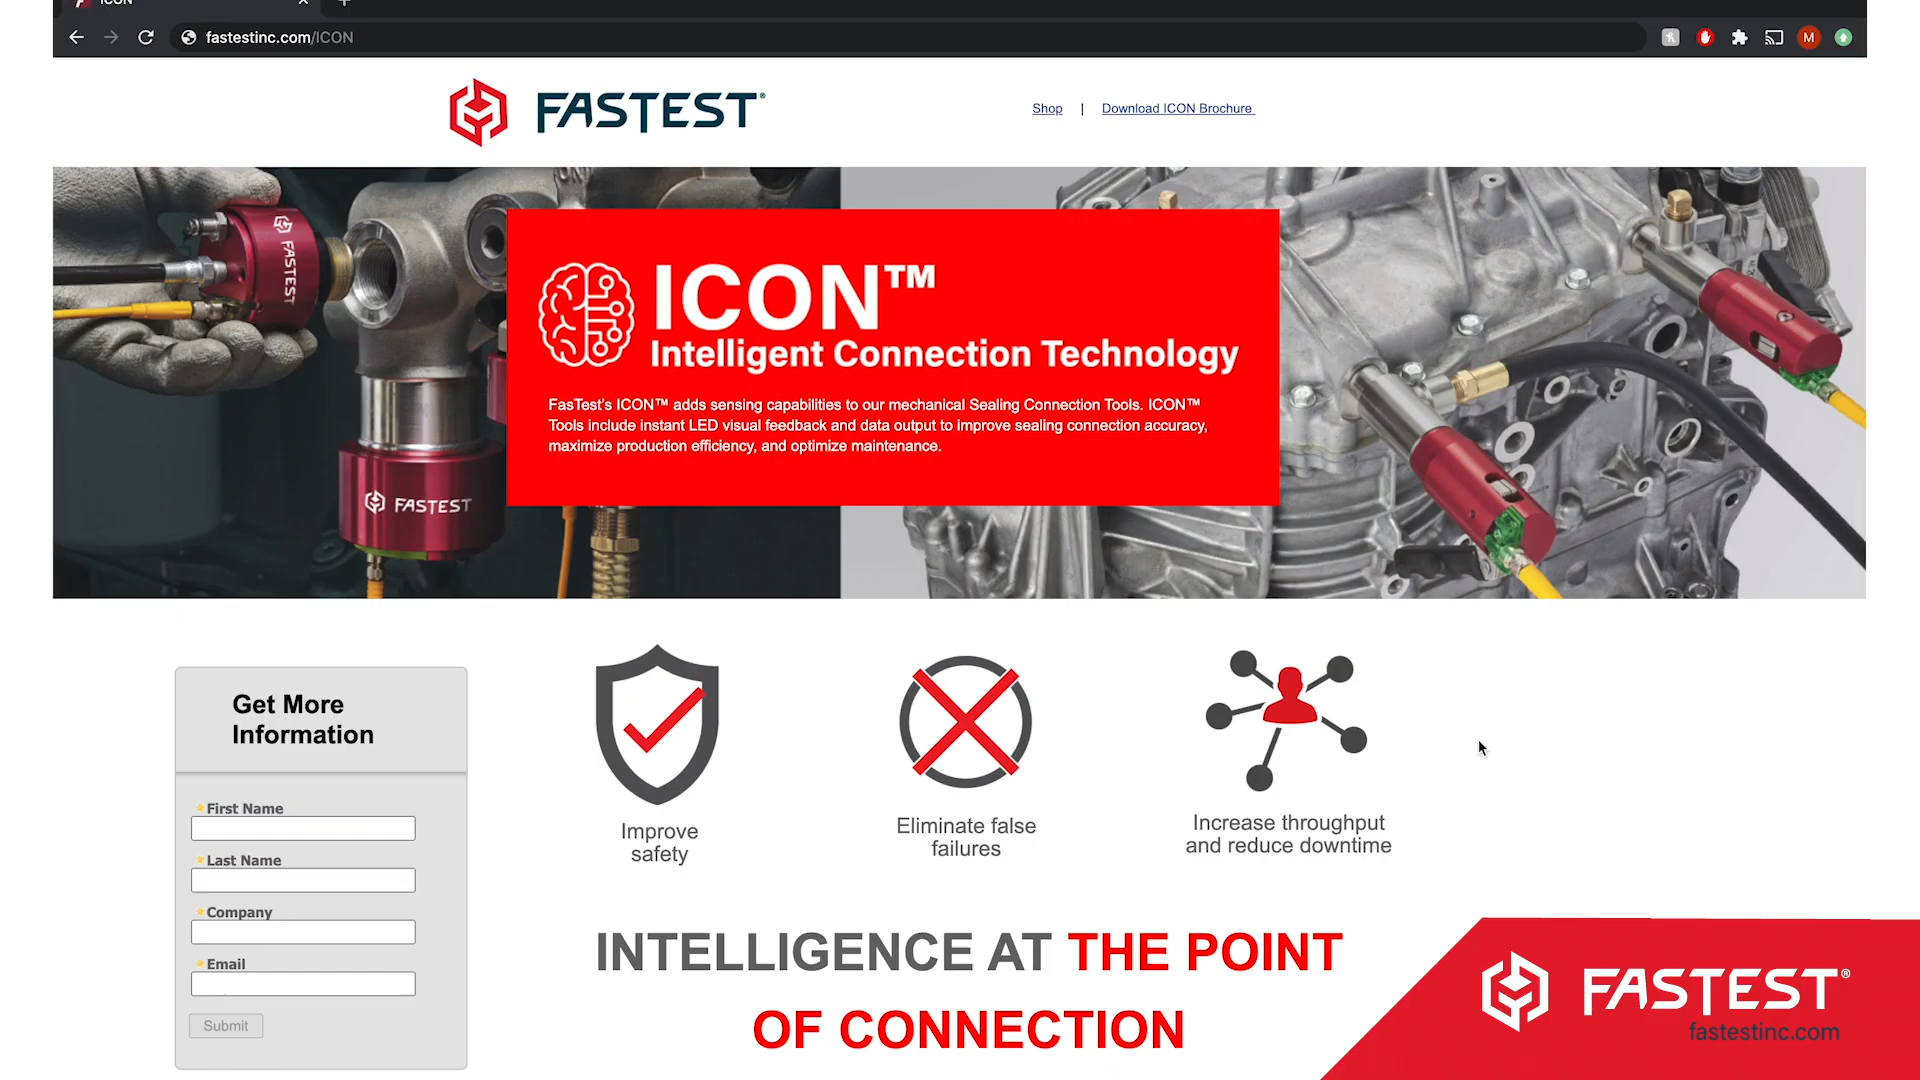 ICON
fastestinc.com/ICON
M
FASTEST®
Shop | Download ICON Brochure
FASTEST
FASTEST
ICON™
Intelligent Connection Technology
FasTest's ICON™ adds sensing capabilities to our mechanical Sealing Connection Tools. ICON™
Tools include instant LED visual feedback and data output to improve sealing connection accuracy,
maximize production efficiency, and optimize maintenance.
Get More
Information
First Name
Last Name
Company
Email
Submit
Improve
safety
Eliminate false
failures
Increase throughput
and reduce downtime
INTELLIGENCE AT THE POINT
OF CONNECTION
FASTEST®
fastestinc.com